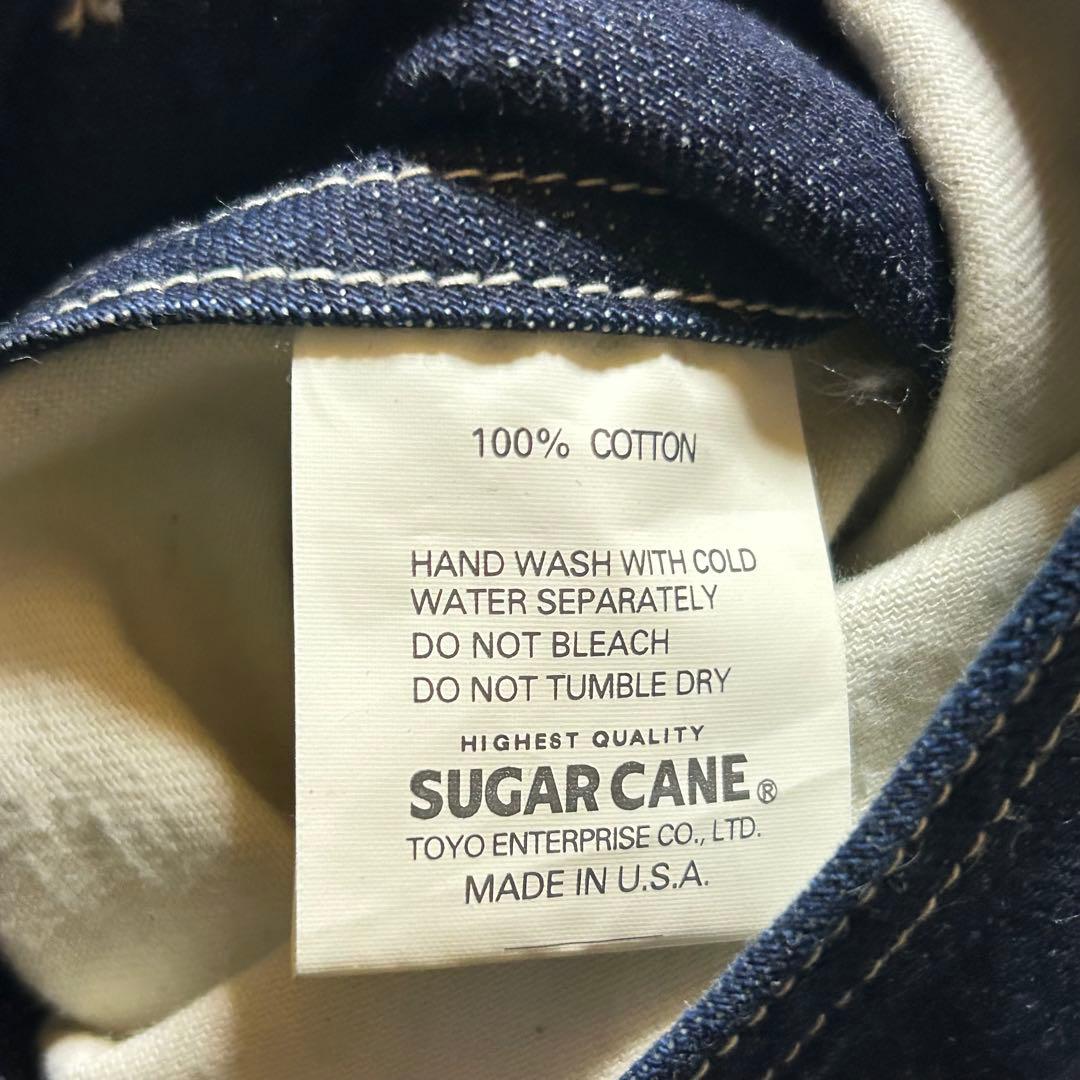 100% COTTON
HAND WASH WITH COLD
WATER SEPARATELY
DO NOT BLEACH
DO NOT TUMBLE DRY
HIGHEST QUALITY
SUGAR CANE®
TOYO ENTERPRISE CO., LTD.
MADE IN U.S.A.